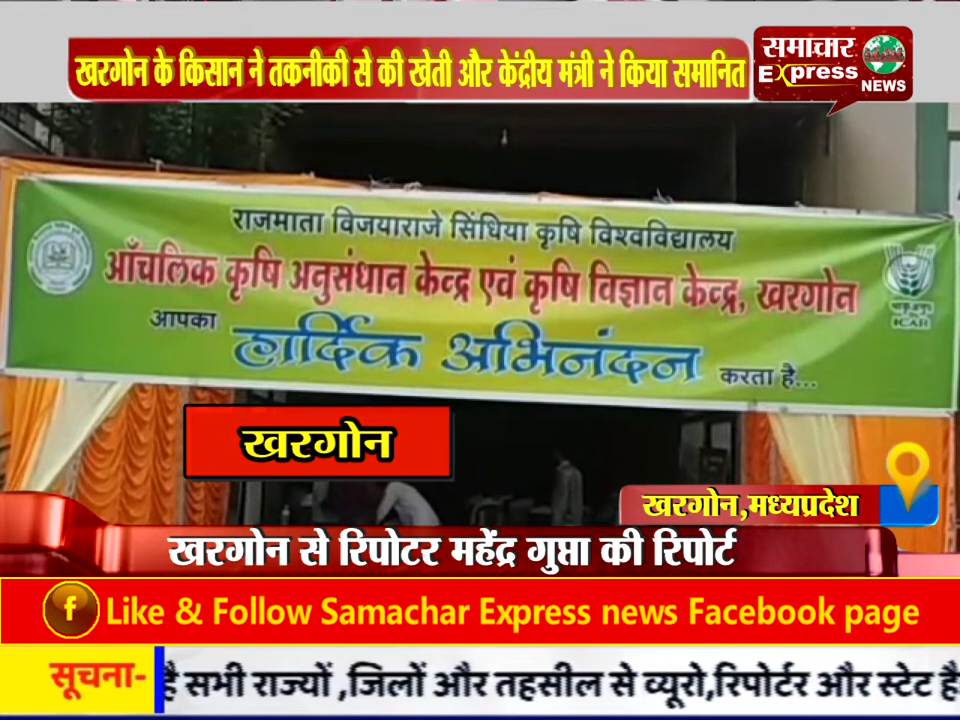 खरगोन के किसान ने तकनीकी से की खेती और केंद्रीय मंत्री ने किया समानित
समाचार
Express
NEWS
राजमाता विजयाराजे सिंधिया कृषि विश्वविद्यालय
आँचलिक कृषि अनुसंधान केन्द्र एवं कृषि विज्ञान केन्द्र, खरगोन
आपका हार्दिक अभिनंदन करता है...
ICAR
खरगोन
खरगोन,मध्यप्रदेश
खरगोन से रिपोटर महेंद्र गुप्ता की रिपोर्ट
f Like & Follow Samachar Express news Facebook page
सूचना- है सभी राज्यों ,जिलों और तहसील से व्यूरो,रिपोर्टर और स्टेट है